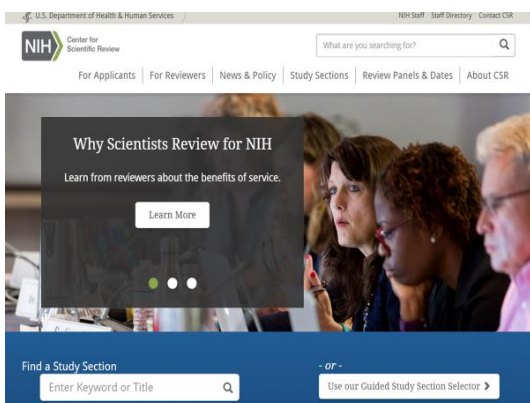 U.S. Department of Health & Human Services
NIH Staff Staff Directory Contact CSR
NIH Center for
Scientific Review
What are you searching for?
For Applicants For Reviewers News & Policy Study Sections Review Panels & Dates About CSR
Why Scientists Review for NIH
Learn from reviewers about the benefits of service.
Learn More
Find a Study Section
- or -
Enter Keyword or Title
Use our Guided Study Section Selector